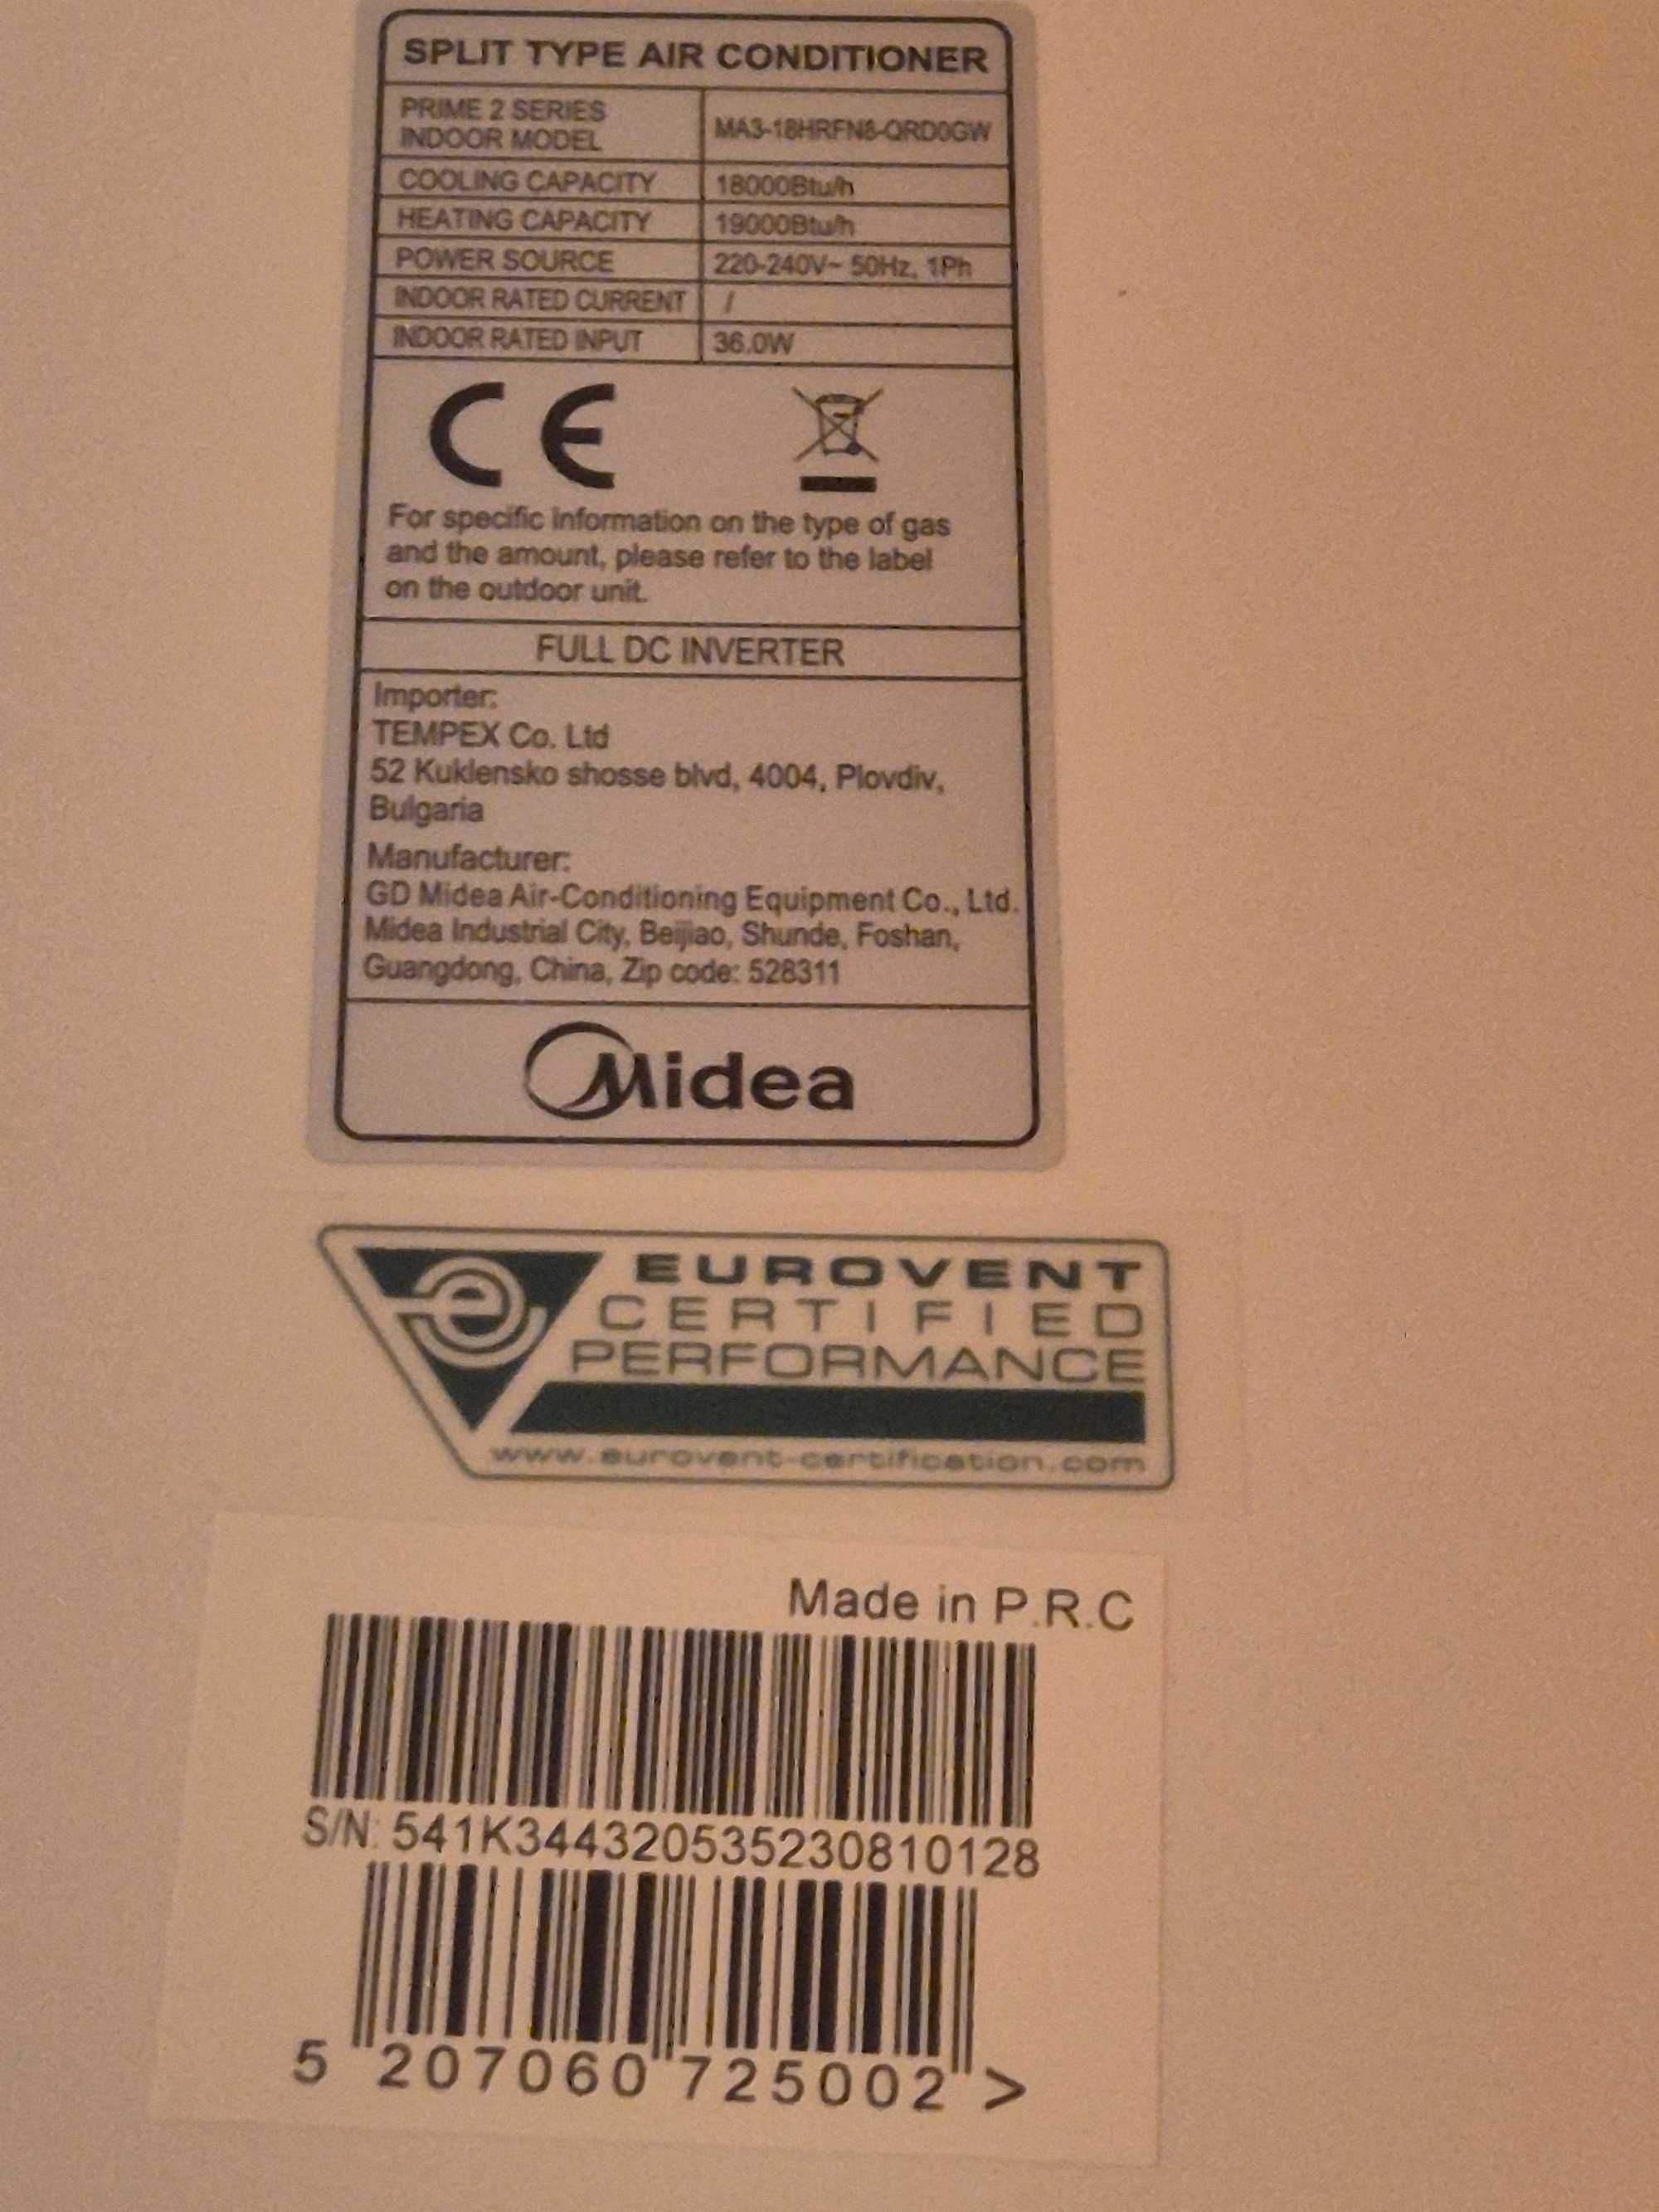 SPLIT TYPE AIR CONDITIONER
PRIME 2 SERIES
INDOOR MODEL
MA3-18HRFN8-QRD0GW
COOLING CAPACITY 18000Btu/h
HEATING CAPACITY 19000Btu/h
POWER SOURCE 220-240V~ 50Hz, 1Ph
INDOOR RATED CURRENT /
INDOOR RATED INPUT 36.0W
CE
For specific information on the type of gas
and the amount, please refer to the label
on the outdoor unit.
FULL DC INVERTER
Importer:
TEMPEX Co. Ltd
52 Kuklensko shosse blvd, 4004, Plovdiv,
Bulgaria
Manufacturer:
GD Midea Air-Conditioning Equipment Co., Ltd.
Midea Industrial City, Beijiao, Shunde, Foshan,
Guangdong, China, Zip code: 528311
Midea
EUROVENT
CERTIFIED
PERFORMANCE
www.eurovent-certification.com
Made in P.R.C
S/N: 541K344320535230810128
5 207060 725002 >